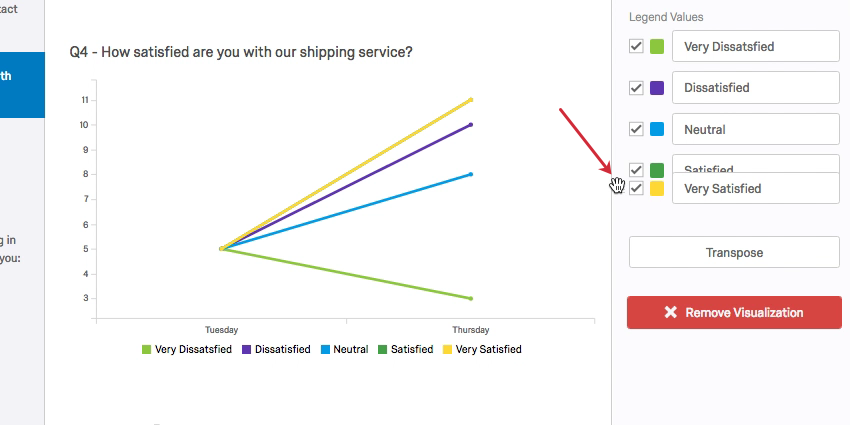 tact
th
g in
you:
Q4 - How satisfied are you with our shipping service?
11
10
9
8
7
6
5
4
3
Tuesday
Thursday
Very Dissatsfied
Dissatisfied
Neutral
Satisfied
Very Satisfied
Legend Values
Very Dissatsfied
Dissatisfied
Neutral
Satisfied
Very Satisfied
Transpose
Remove Visualization